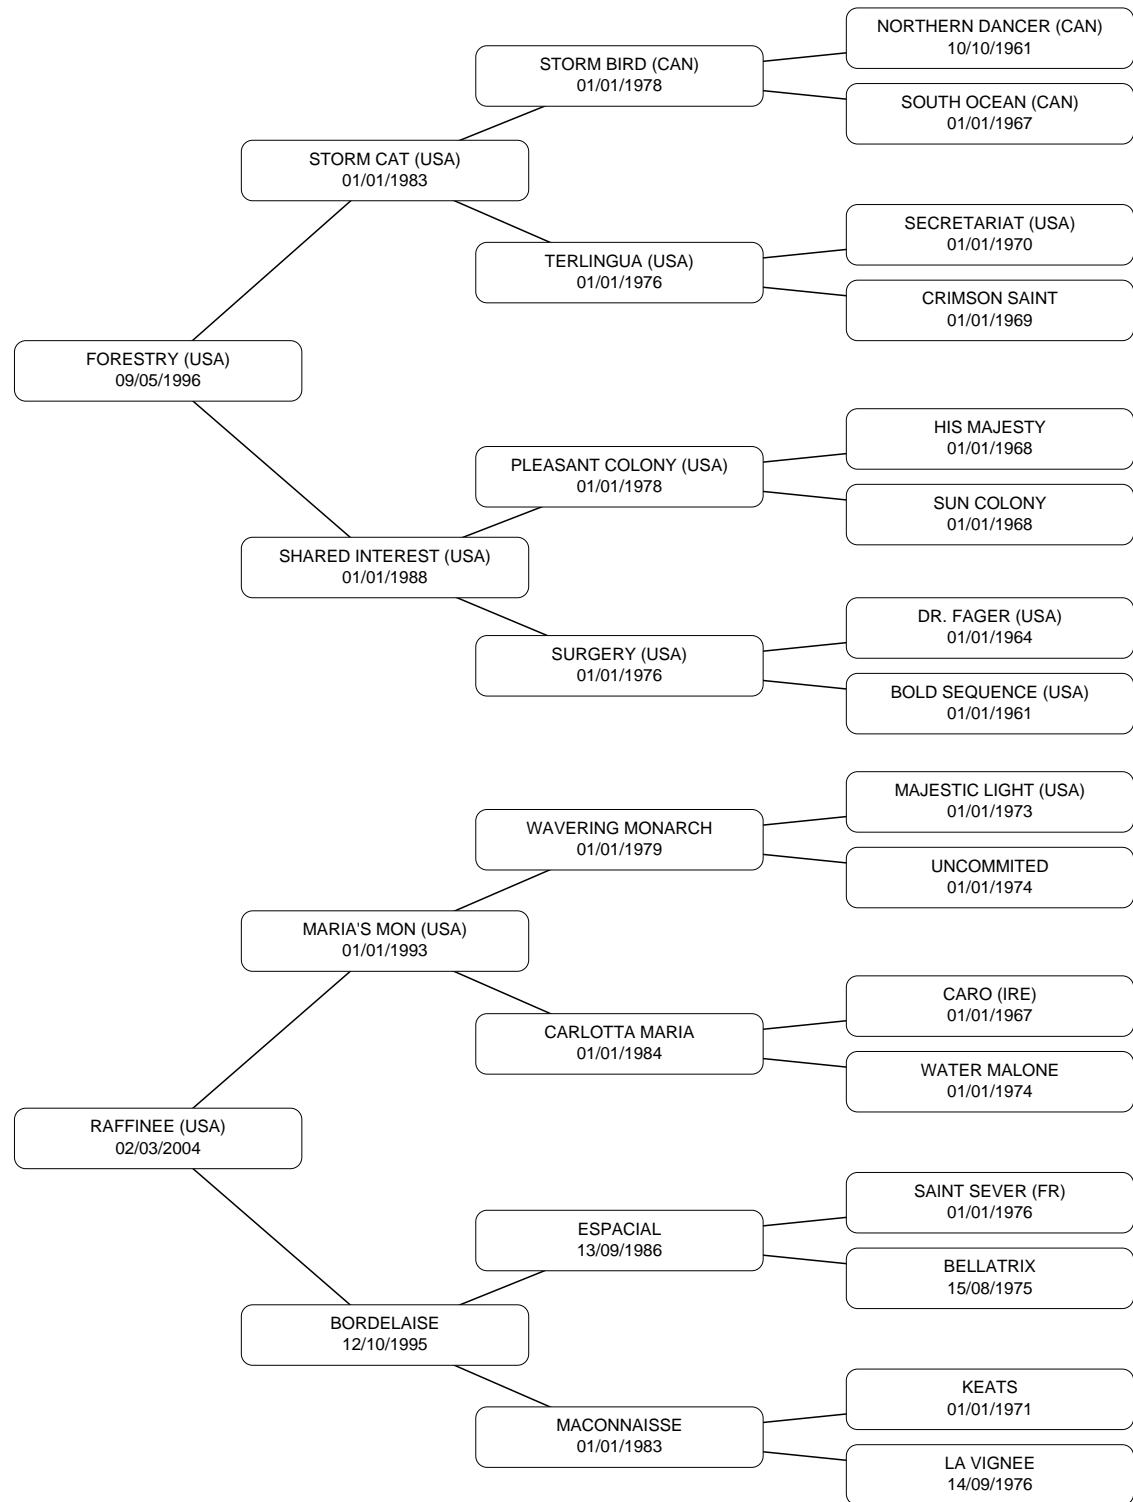 NORTHERN DANCER (CAN)
10/10/1961
STORM BIRD (CAN)
01/01/1978
SOUTH OCEAN (CAN)
01/01/1967
STORM CAT (USA)
01/01/1983
SECRETARIAT (USA)
01/01/1970
TERLINGUA (USA)
01/01/1976
CRIMSON SAINT
01/01/1969
FORESTRY (USA)
09/05/1996
HIS MAJESTY
01/01/1968
PLEASANT COLONY (USA)
01/01/1978
SUN COLONY
01/01/1968
SHARED INTEREST (USA)
01/01/1988
DR. FAGER (USA)
01/01/1964
SURGERY (USA)
01/01/1976
BOLD SEQUENCE (USA)
01/01/1961
MAJESTIC LIGHT (USA)
01/01/1973
WAVERING MONARCH
01/01/1979
UNCOMMITED
01/01/1974
MARIA'S MON (USA)
01/01/1993
CARO (IRE)
01/01/1967
CARLOTTA MARIA
01/01/1984
WATER MALONE
01/01/1974
RAFFINEE (USA)
02/03/2004
SAINT SEVER (FR)
01/01/1976
ESPACIAL
13/09/1986
BELLATRIX
15/08/1975
BORDELAISE
12/10/1995
KEATS
01/01/1971
MACONNAISSE
01/01/1983
LA VIGNEE
14/09/1976